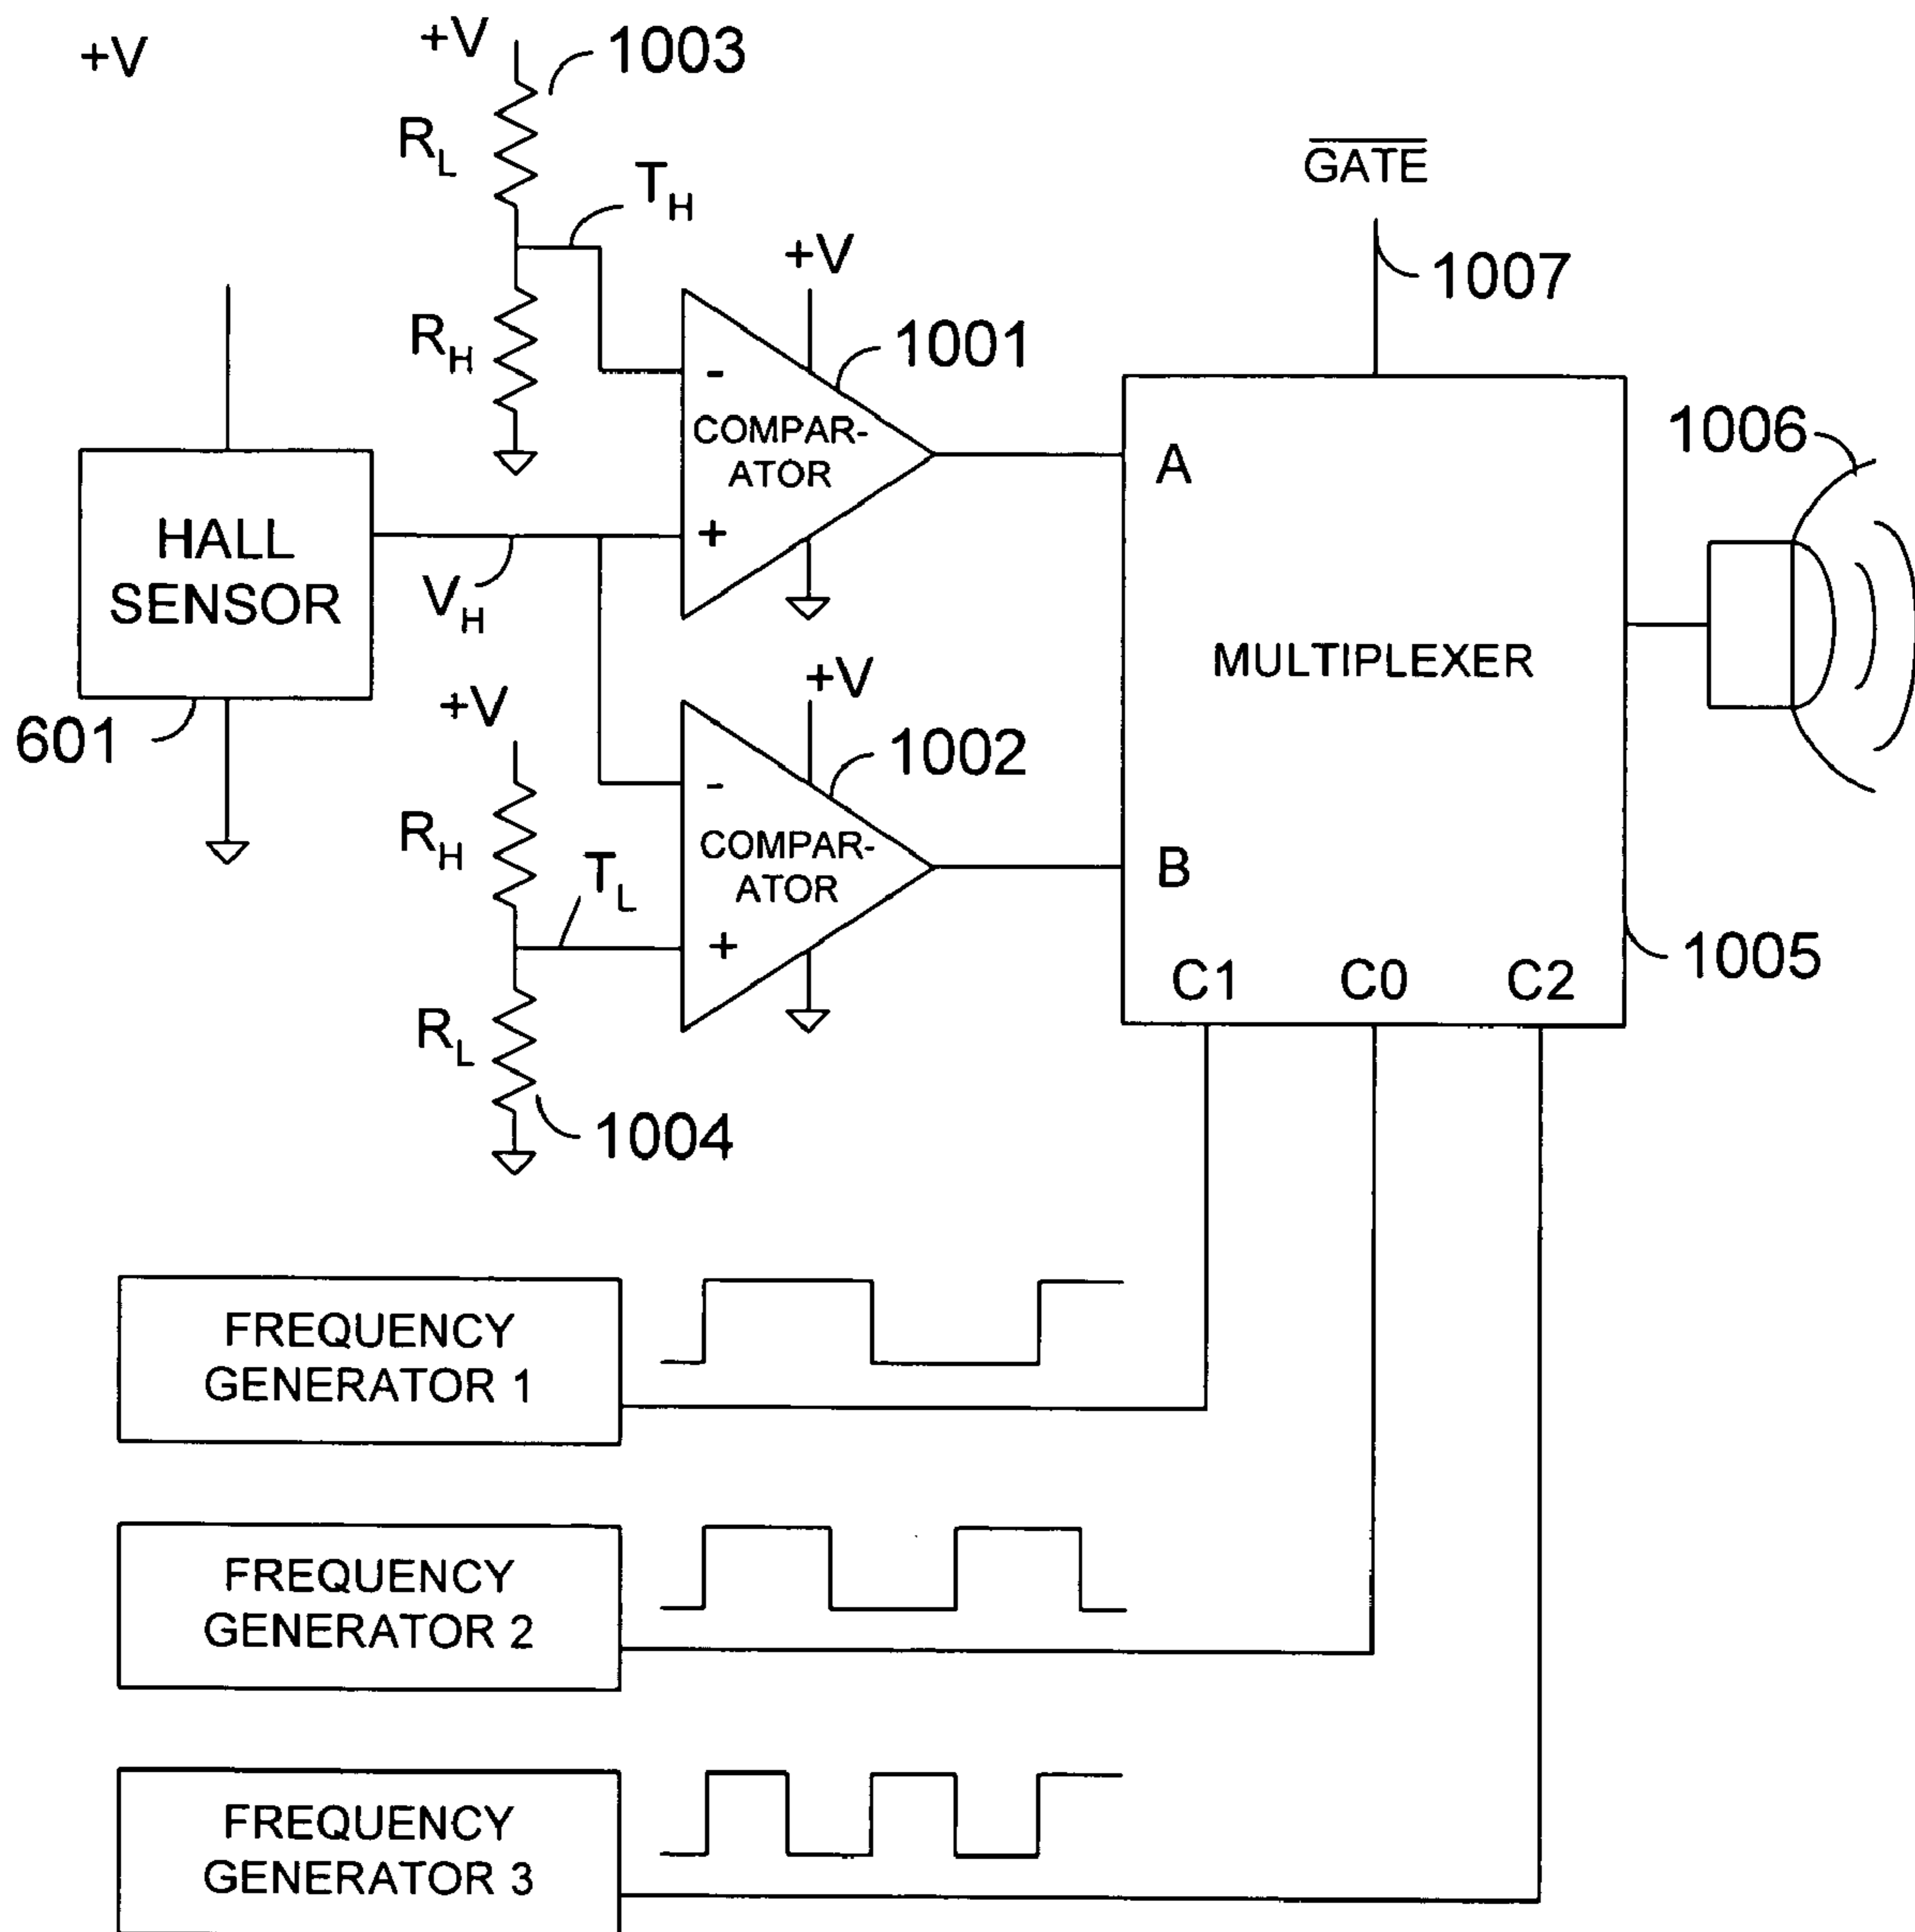 +V
+V
1003
R_L
T_H
GATE
R_H
+V
1001
1007
-
COMPAR-
ATOR
+
A
1006
HALL
SENSOR
V_H
601
MULTIPLEXER
+V
+V
1002
R_H
-
COMPAR-
ATOR
T_L
+
B
R_L
1004
C1 C0 C2
1005
FREQUENCY
GENERATOR 1
FREQUENCY
GENERATOR 2
FREQUENCY
GENERATOR 3